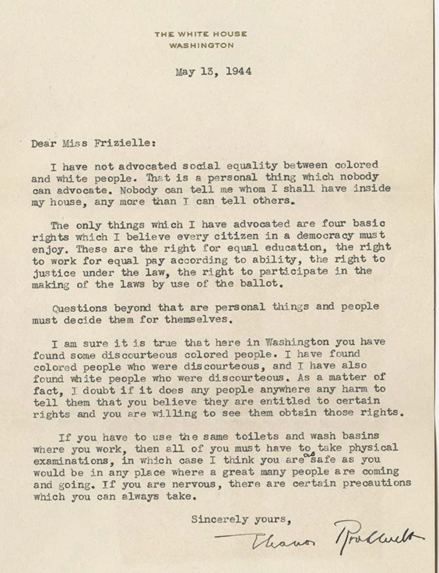 THE WHITE HOUSE
WASHINGTON
May 13, 1944
Dear Miss Frizielle:
I have not advocated social equality between colored
and white people. That is a personal thing which nobody
can advocate. Nobody can tell me whom I shall have inside
my house, any more than I can tell others.
The only things which I have advocated are four basic
rights which I believe every citizen in a democracy must
enjoy. These are the right for equal education, the right
to work for equal pay according to ability, the right to
justice under the law, the right to participate in the
making of the laws by use of the ballot.
Questions beyond that are personal things and people
must decide them for themselves.
I am sure it is true that here in Washington you have
found some discourteous colored people. I have found
colored people who were discourteous, and I have also
found white people who were discourteous. As a matter of
fact, I doubt if it does any people anywhere any harm to
tell them that you believe they are entitled to certain
rights and you are willing to see them obtain those rights.
If you have to use the same toilets and wash basins
where you work, then all of you must have to take physical
examinations, in which case I think you are as safe as you
would be in any place where a great many people are coming
and going. If you are nervous, there are certain precautions
which you can always take.
Sincerely yours,
Eleanor Roosevelt